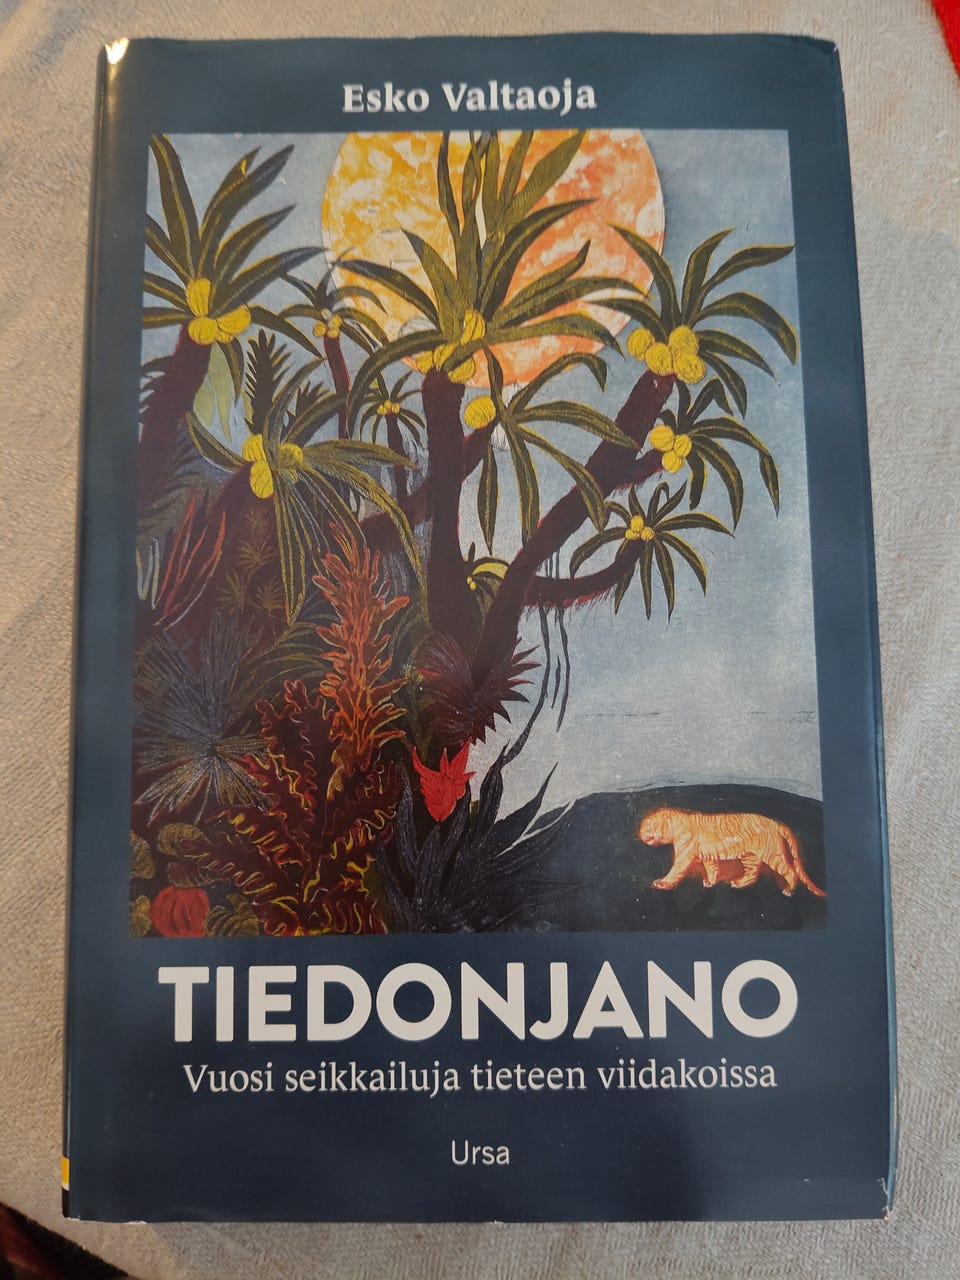 Esko Valtaoja
TIEDONJANO
Vuosi seikkailuja tieteen viidakoissa
Ursa